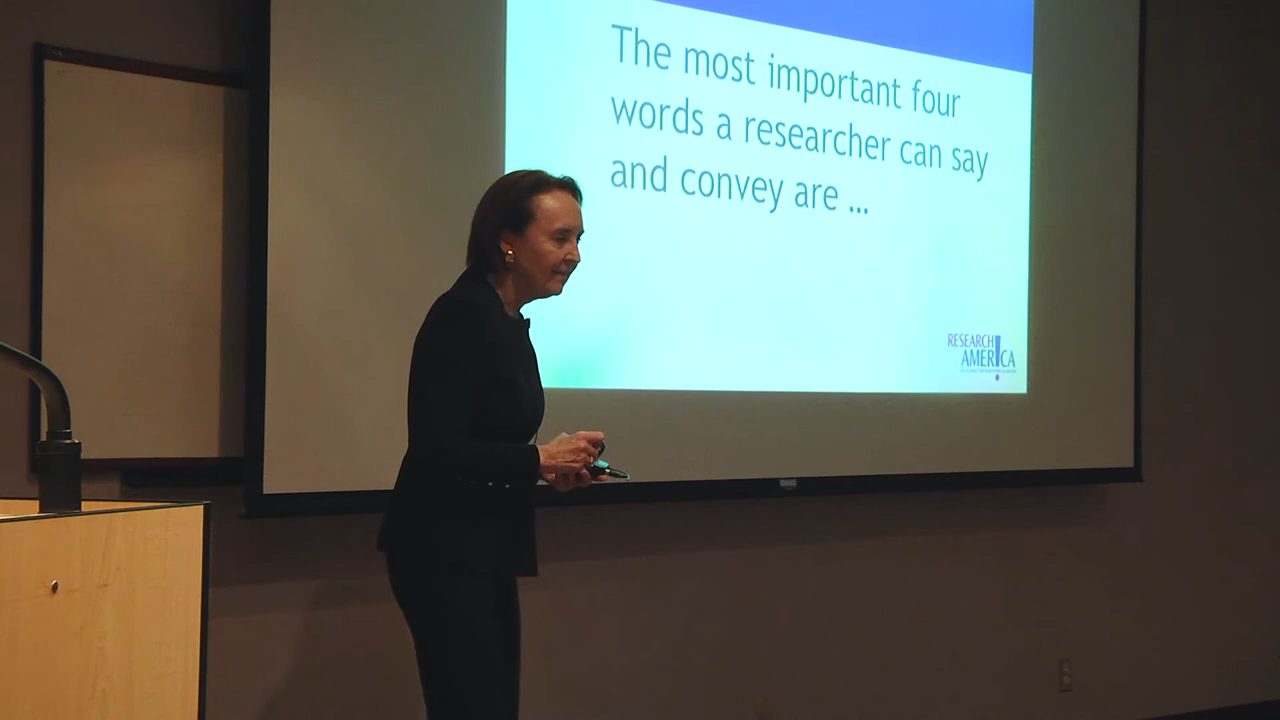 The most important four
words a researcher can say
and convey are ...
RESEARCH
AMERICA